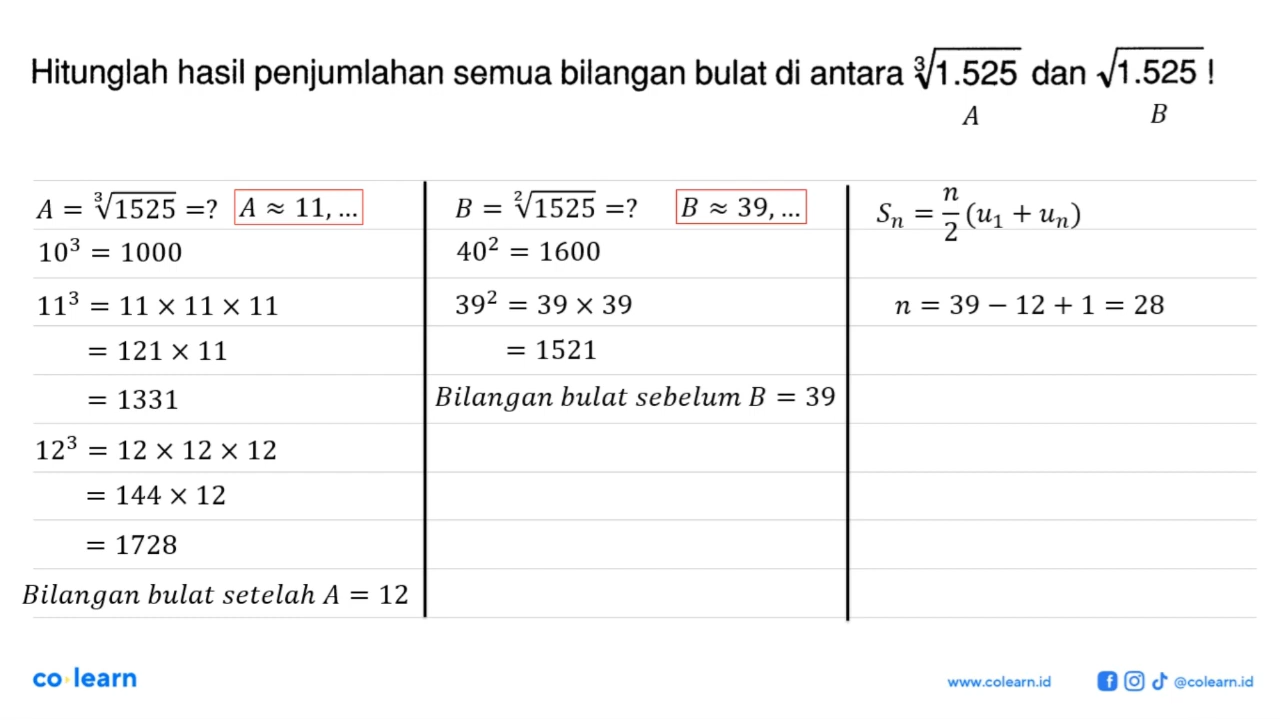 Hitunglah hasil penjumlahan semua bilangan bulat di antara ∛1.525 dan √1.525 !
A B
A = ∛1525 =? A ≈ 11, ...
10³ = 1000
11³ = 11 × 11 × 11
= 121 × 11
= 1331
12³ = 12 × 12 × 12
= 144 × 12
= 1728
Bilangan bulat setelah A = 12
B = ²√1525 =? B ≈ 39, ...
40² = 1600
39² = 39 × 39
= 1521
Bilangan bulat sebelum B = 39
Sₙ = n/2 (u₁ + uₙ)
n = 39 − 12 + 1 = 28
co learn
www.colearn.id @colearn.id